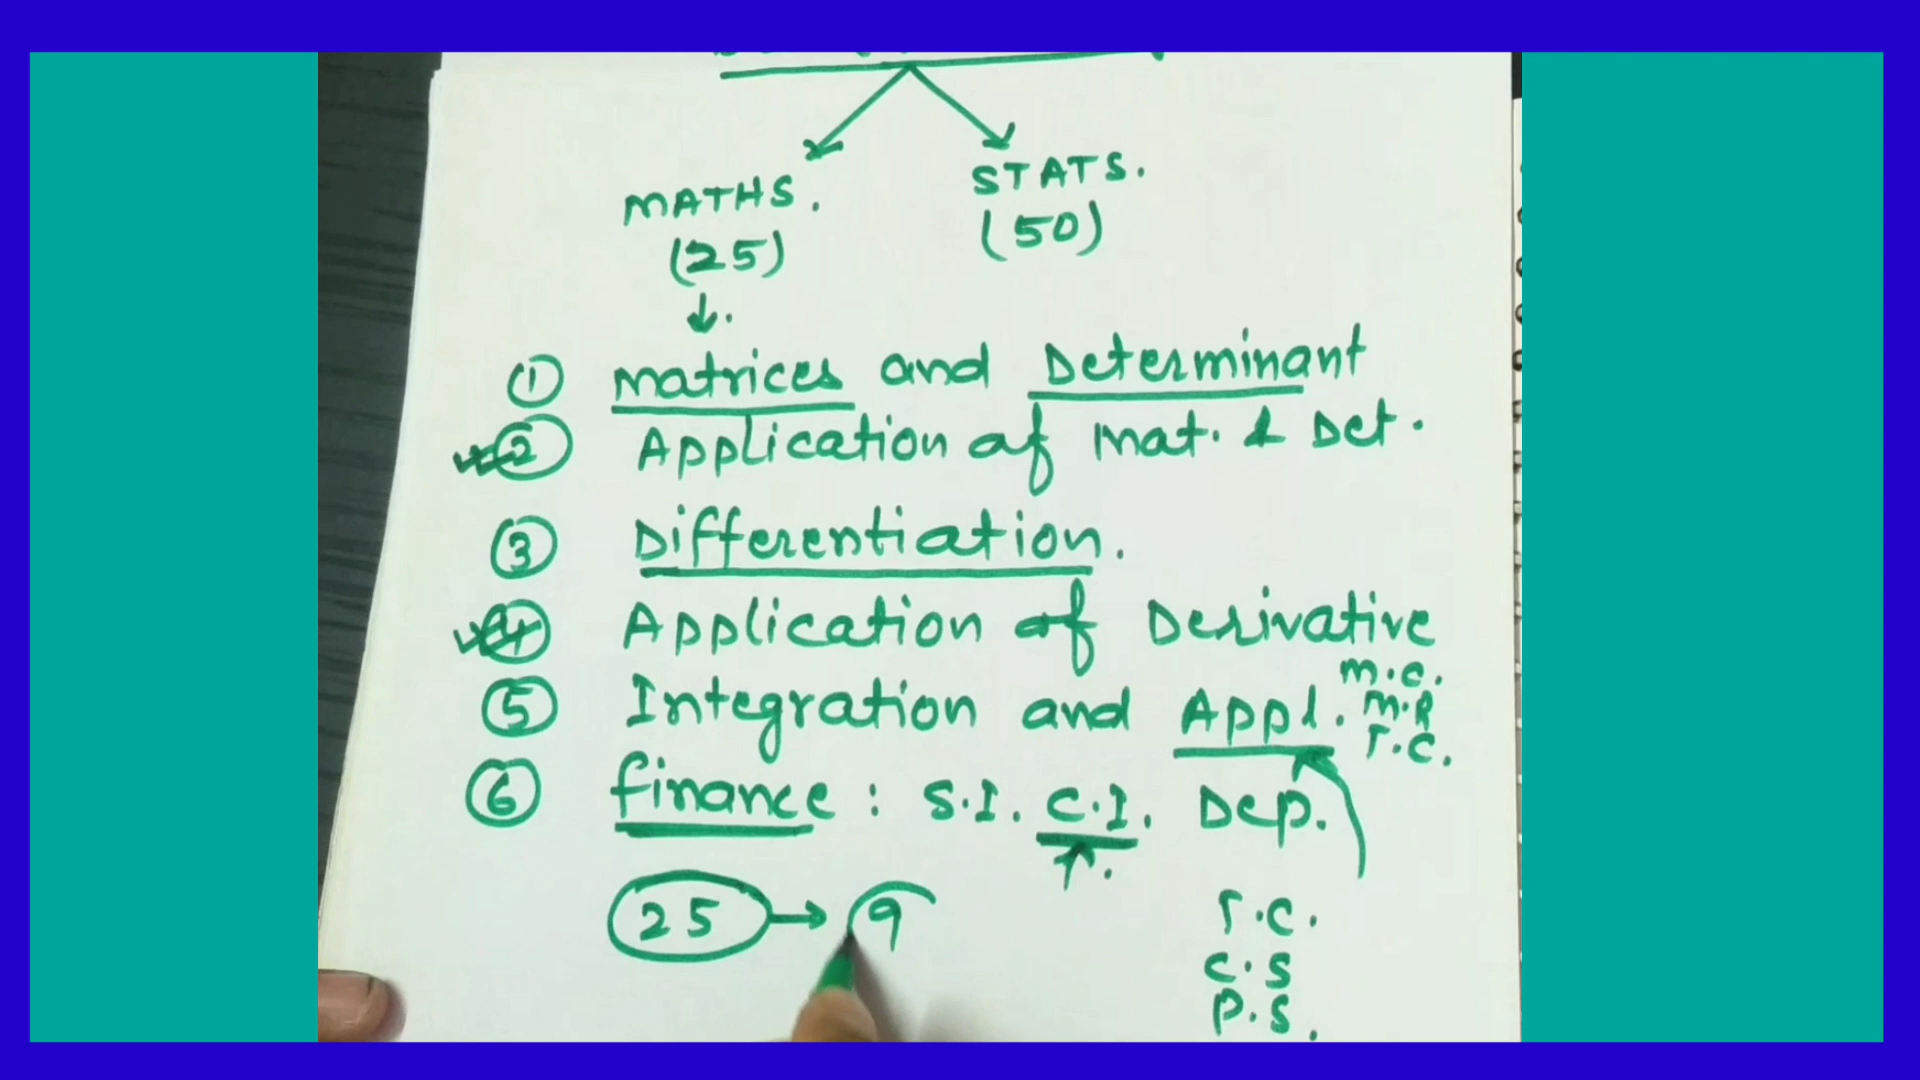 MATHS. STATS.
(25) (50)
① Matrices and Determinant
② Application of Mat. & Det.
③ Differentiation.
④ Application of Derivative
M.C.
⑤ Integration and Appl. M.R
T.C.
⑥ finance: S.I. C.I. Dep.
25 → 9
T.C.
C.S
P.S.